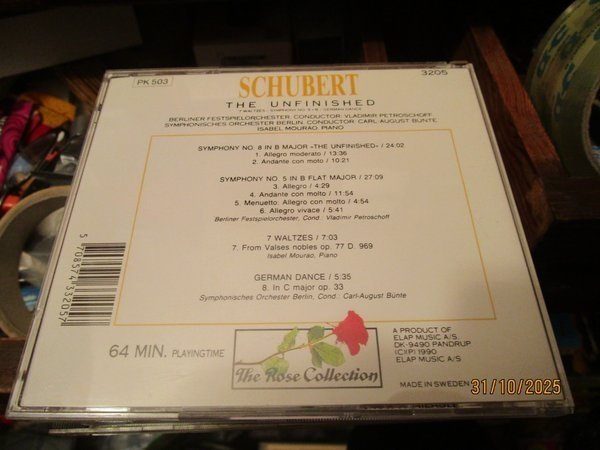 PK 503
3205
SCHUBERT
THE UNFINISHED
7 WALTZES · SYMPHONY NO. 5 + 8 · GERMAN DANCE
BERLINER FESTSPIELORCHESTER, CONDUCTOR: VLADIMIR PETROSCHOFF
SYMPHONISCHES ORCHESTER BERLIN, CONDUCTOR: CARL-AUGUST BÜNTE
ISABEL MOURAO, PIANO
SYMPHONY NO. 8 IN B MAJOR «THE UNFINISHED» / 24:02
1. Allegro moderato / 13:36
2. Andante con moto / 10:21
SYMPHONY NO. 5 IN B FLAT MAJOR / 27:09
3. Allegro / 4:29
4. Andante con molto / 11:54
5. Menuetto: Allegro con molto / 4:54
6. Allegro vivace / 5:41
Berliner Festspielorchester, Cond.: Vladimir Petroschoff
7 WALTZES / 7:03
7. From Valses nobles op. 77 D. 969
Isabel Mourao, Piano
GERMAN DANCE / 5:35
8. In C major op. 33
Symphonisches Orchester Berlin, Cond.: Carl-August Bünte
5 708574 332057
64 MIN. PLAYINGTIME
The Rose Collection
A PRODUCT OF
ELAP MUSIC A/S.
DK-9490 PANDRUP
(C)(P) 1990
ELAP MUSIC A/S
MADE IN SWEDEN
31/10/2025